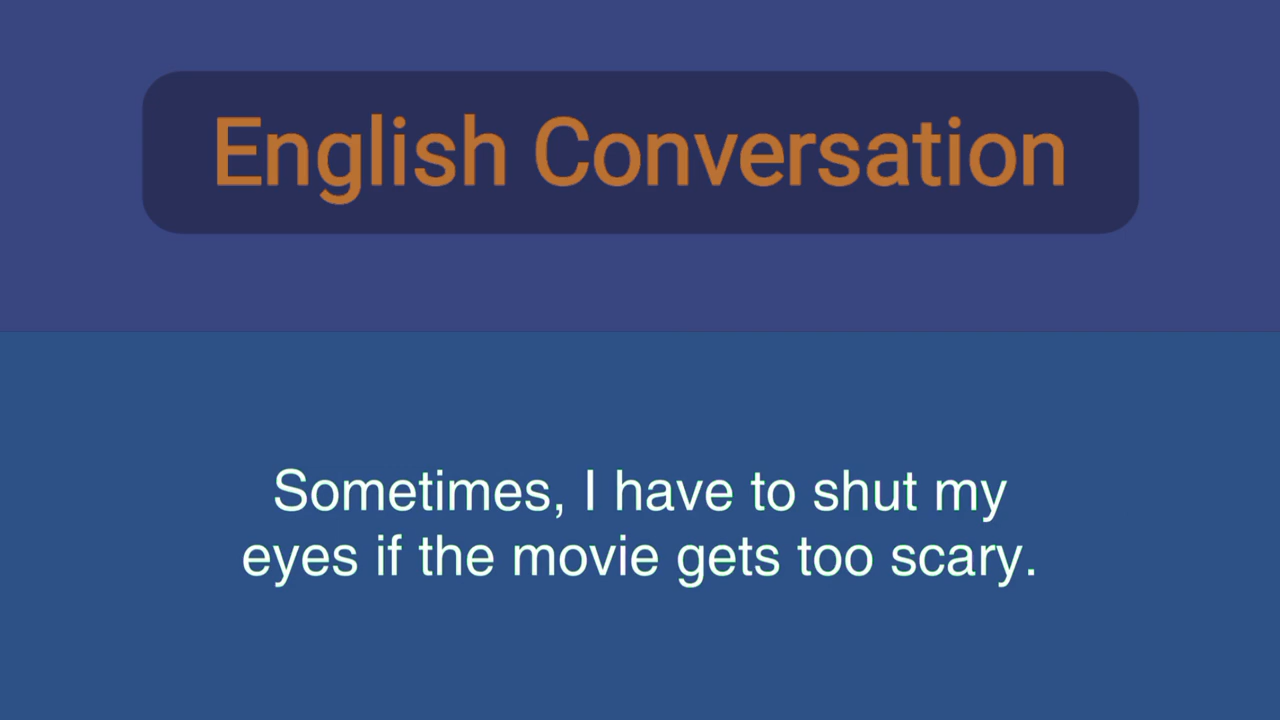 English Conversation
Sometimes, I have to shut my
eyes if the movie gets too scary.